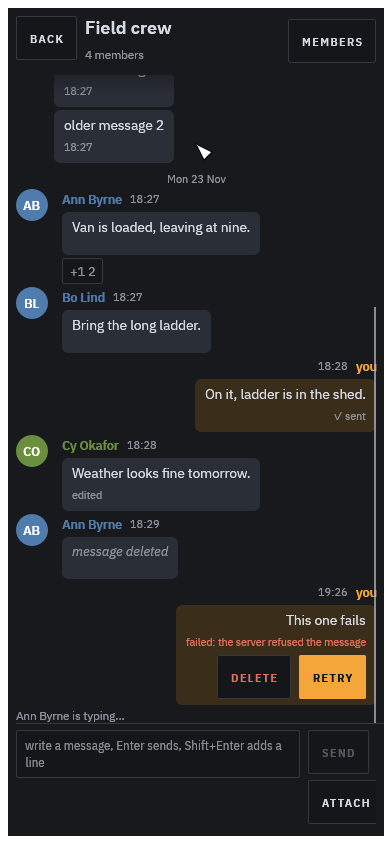 BACK
Field crew
4 members
MEMBERS
18:27
older message 2
18:27
Mon 23 Nov
AB
Ann Byrne 18:27
Van is loaded, leaving at nine.
+1 2
BL
Bo Lind 18:27
Bring the long ladder.
18:28 you
On it, ladder is in the shed.
✓ sent
CO
Cy Okafor 18:28
Weather looks fine tomorrow.
edited
AB
Ann Byrne 18:29
message deleted
19:26 you
This one fails
failed: the server refused the message
DELETE
RETRY
Ann Byrne is typing...
write a message, Enter sends, Shift+Enter adds a
line
SEND
ATTACH